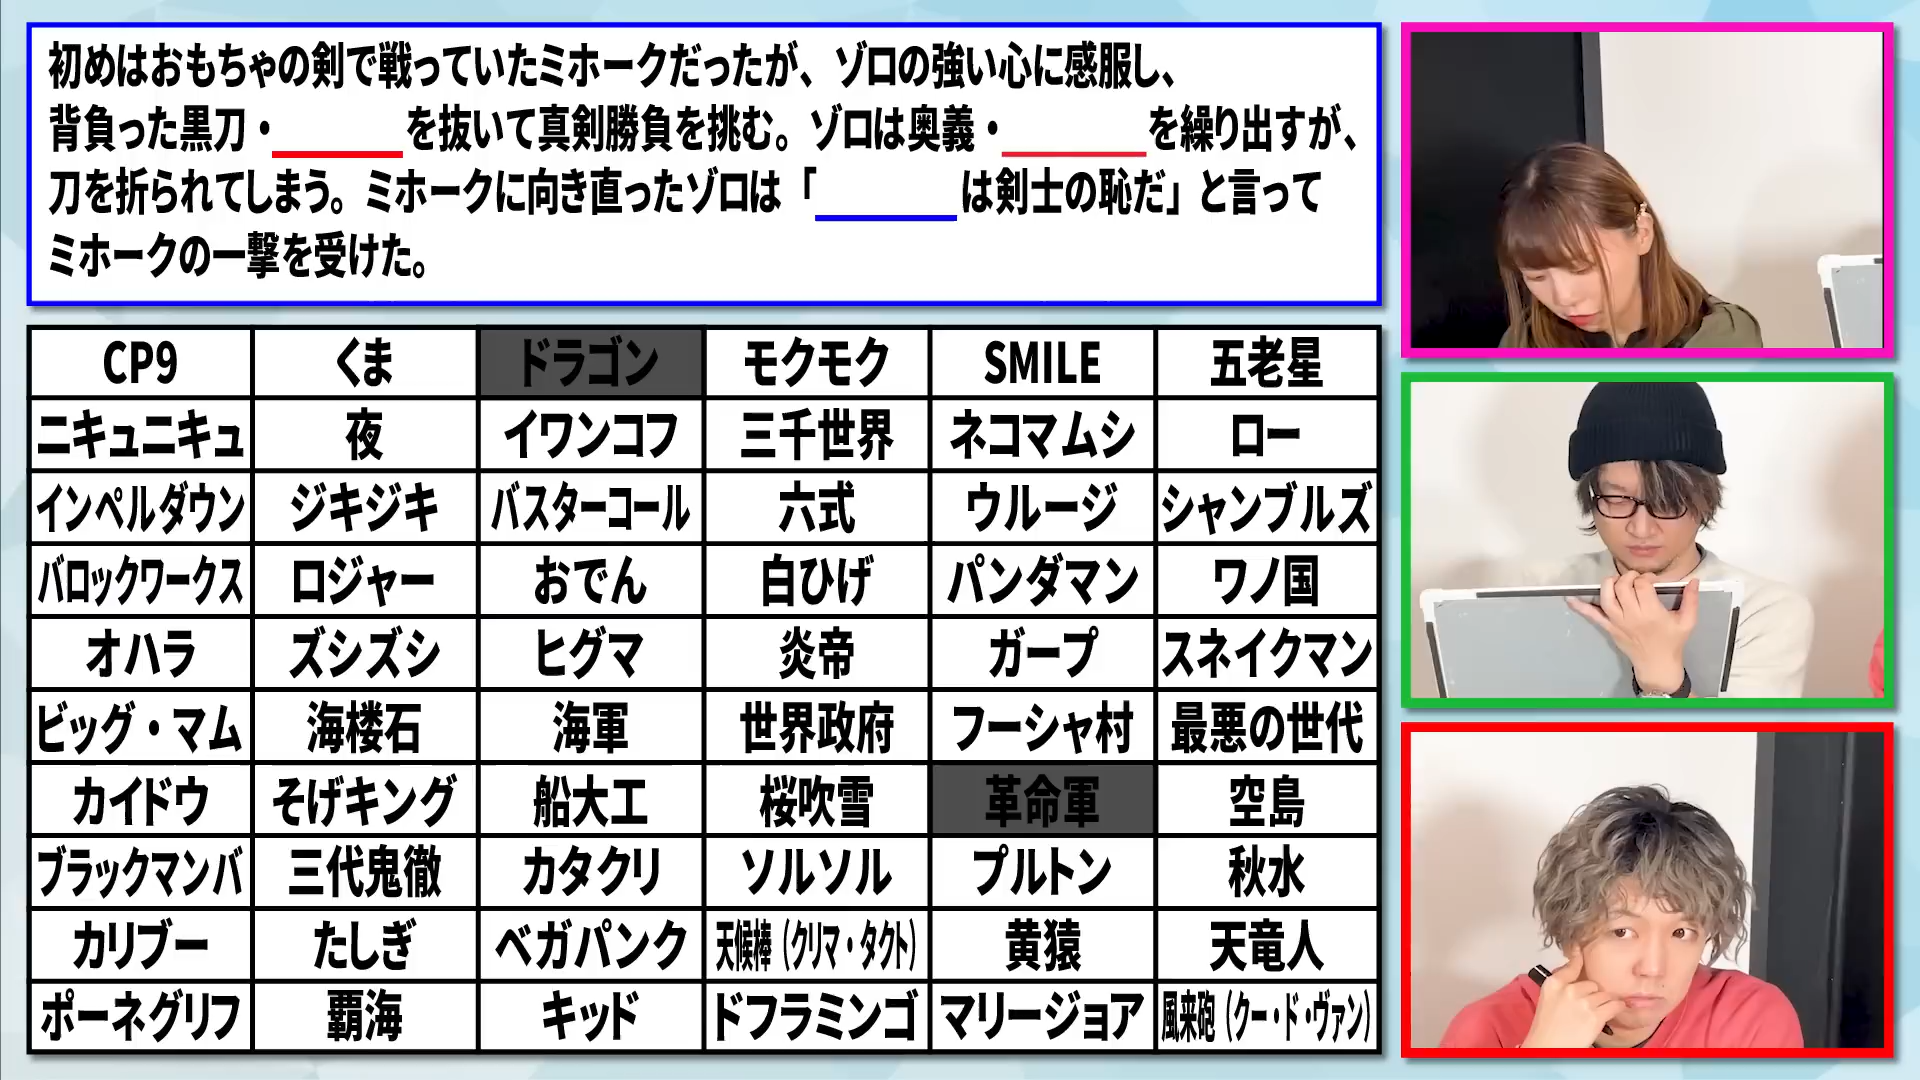 初めはおもちゃの剣で戦っていたミホークだったが、ゾロの強い心に感服し、
背負った黒刀・______を抜いて真剣勝負を挑む。ゾロは奥義・______を繰り出すが、
刀を折られてしまう。ミホークに向き直ったゾロは「______は剣士の恥だ」と言って
ミホークの一撃を受けた。
CP9 くま ドラゴン モクモク SMILE 五老星
ニキュニキュ 夜 イワンコフ 三千世界 ネコマムシ ロー
インペルダウン ジキジキ バスターコール 六式 ウルージ シャンブルズ
バロックワークス ロジャー おでん 白ひげ パンダマン ワノ国
オハラ ズシズシ ヒグマ 炎帝 ガープ スネイクマン
ビッグ・マム 海楼石 海軍 世界政府 フーシャ村 最悪の世代
カイドウ そげキング 船大工 桜吹雪 革命軍 空島
ブラックマンバ 三代鬼徹 カタクリ ソルソル プルトン 秋水
カリブー たしぎ ベガパンク 天候棒（クリマ・タクト） 黄猿 天竜人
ポーネグリフ 覇海 キッド ドフラミンゴ マリージョア 風来砲（クー・ド・ヴァン）